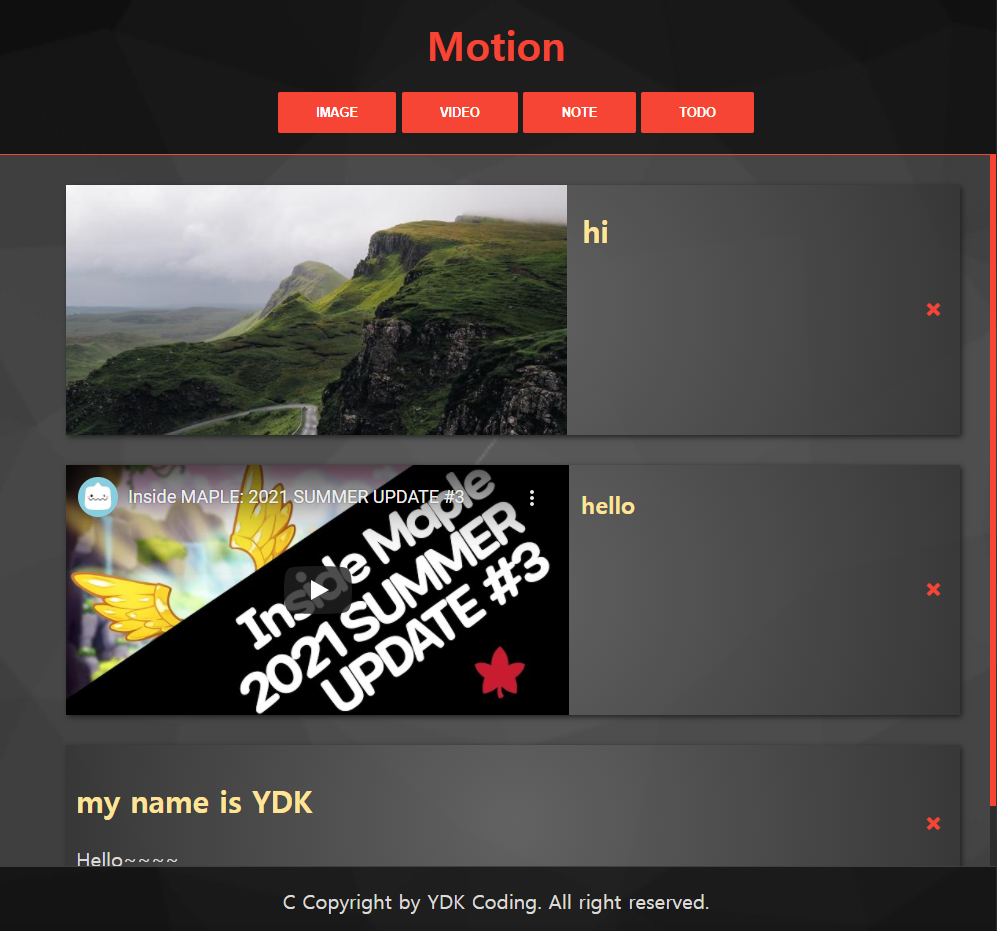 Motion
IMAGE VIDEO NOTE TODO
hi
Inside MAPLE: 2021 SUMMER UPDATE #3
Inside Maple
2021 SUMMER
UPDATE #3
hello
my name is YDK
Hello~~~~
C Copyright by YDK Coding. All right reserved.